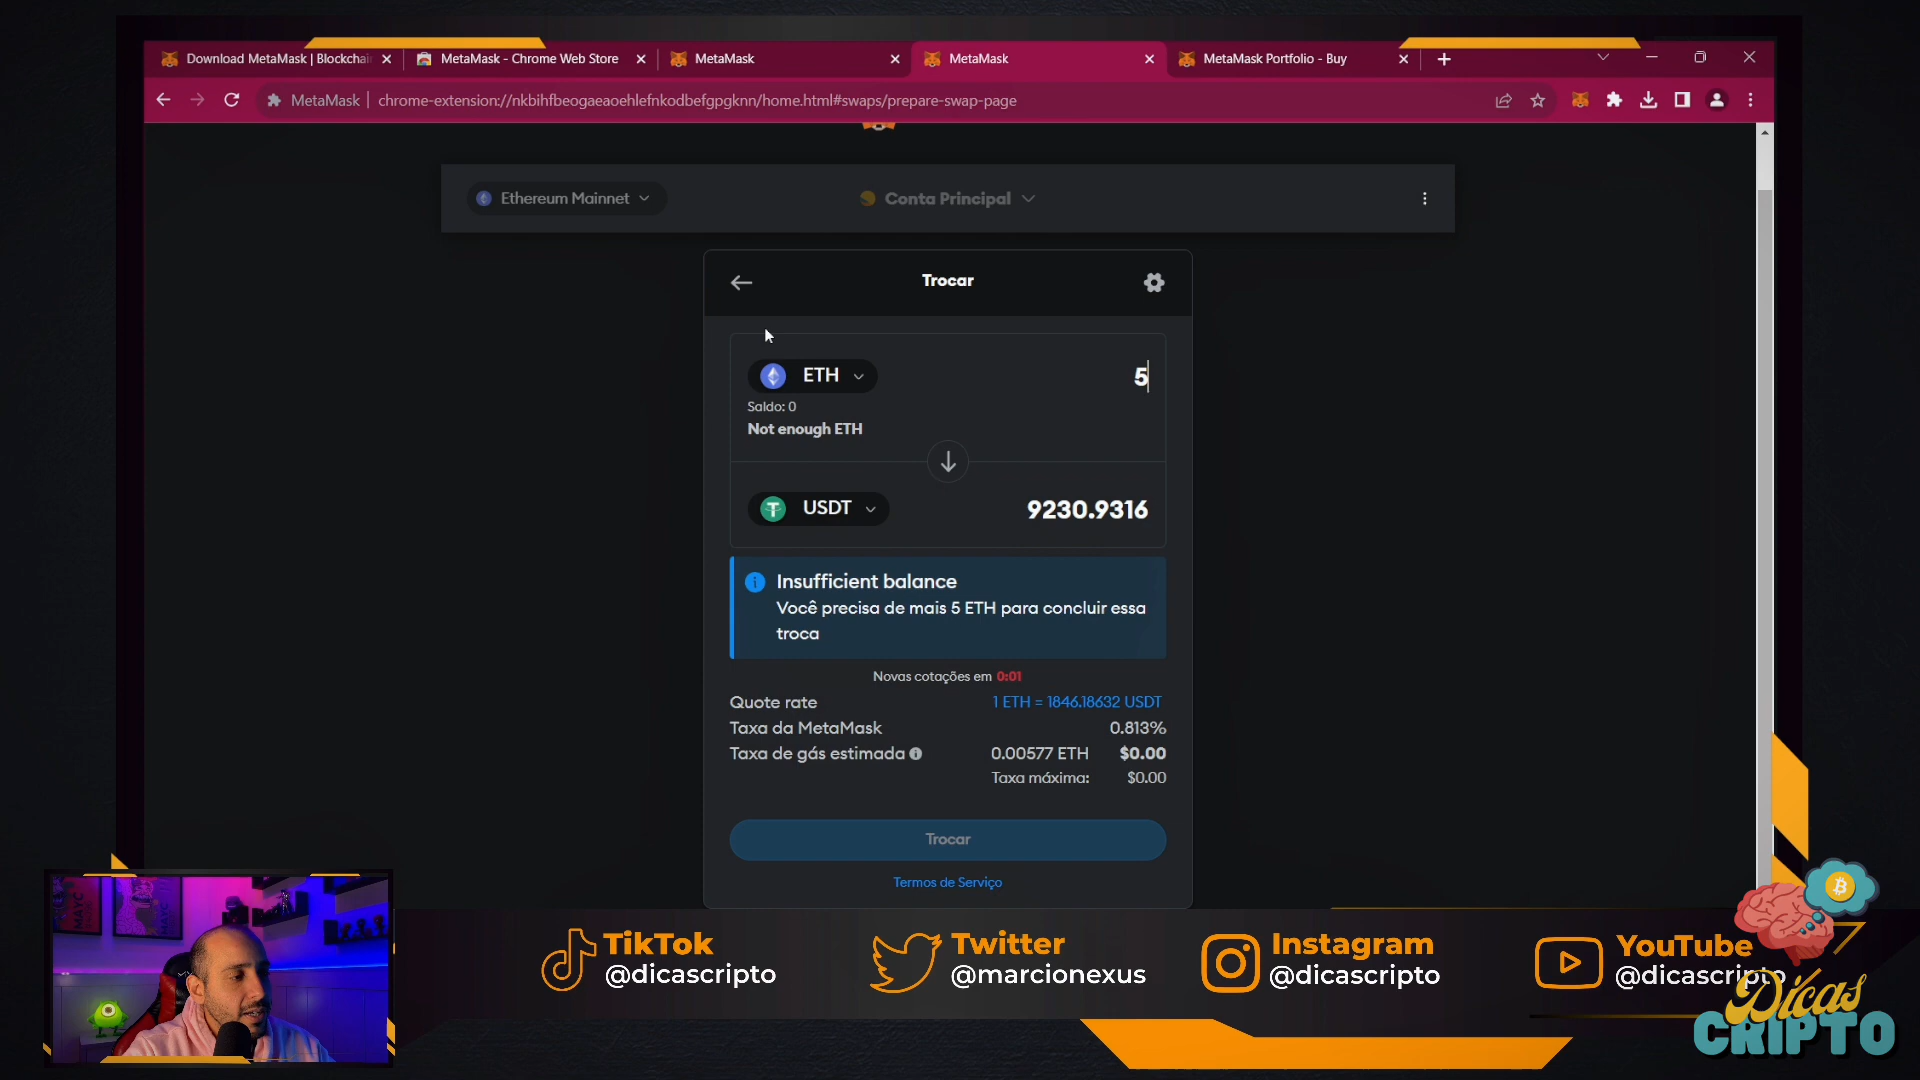 Download MetaMask | Blockchai
MetaMask - Chrome Web Store
MetaMask
MetaMask
MetaMask Portfolio - Buy
MetaMask
chrome-extension://nkbihfbeogaeaoehlefnkodbefgpgknn/home.html#swaps/prepare-swap-page
Ethereum Mainnet
Conta Principal
Trocar
ETH
5
Saldo: 0
Not enough ETH
USDT
9230.9316
Insufficient balance
Você precisa de mais 5 ETH para concluir essa
troca
Novas cotações em 0:01
Quote rate
1 ETH = 1846.18632 USDT
Taxa da MetaMask
0.813%
Taxa de gás estimada
0.00577 ETH
$0.00
Taxa máxima:
$0.00
Trocar
Termos de Serviço
TikTok
@dicascripto
Twitter
@marcionexus
Instagram
@dicascripto
YouTube
@dicascripto
Dicas
CRIPTO